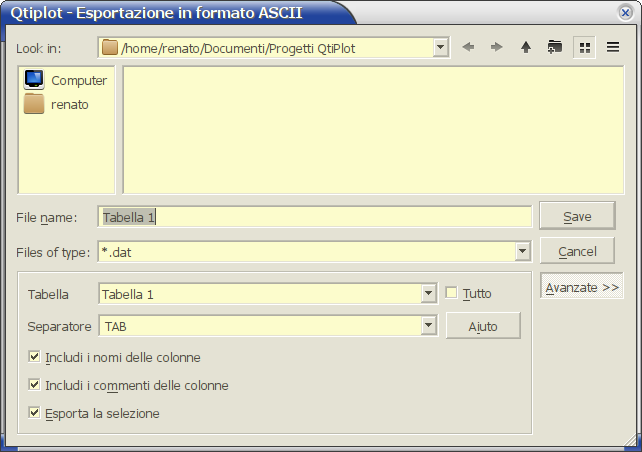 Qtiplot - Esportazione in formato ASCII
Look in: /home/renato/Documenti/Progetti QtiPlot
Computer
renato
File name: Tabella 1 Save
Files of type: *.dat Cancel
Avanzate >>
Tabella Tabella 1 Tutto
Separatore TAB Aiuto
Includi i nomi delle colonne
Includi i commenti delle colonne
Esporta la selezione